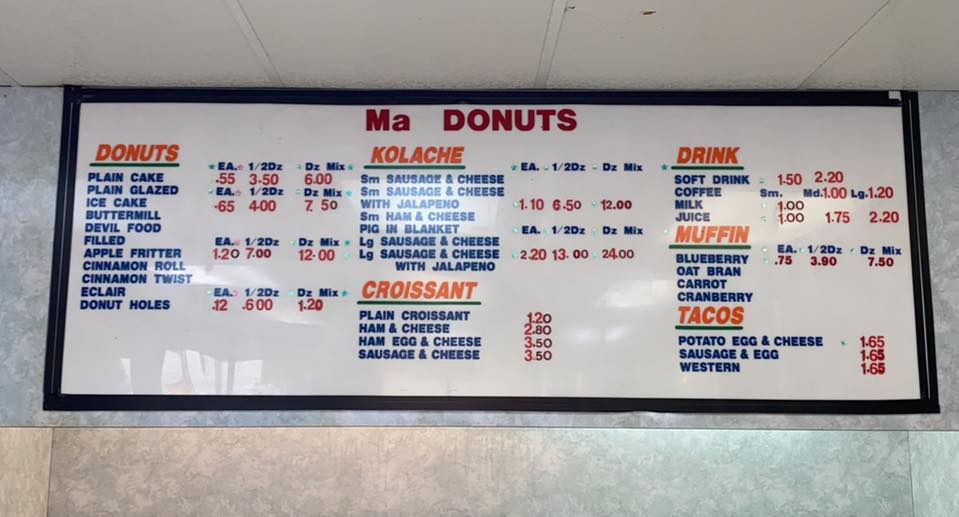 Ma DONUTS
DONUTS
EA. 1/2Dz Dz Mix
PLAIN CAKE .55 3.50 6.00
PLAIN GLAZED EA. 1/2Dz Dz Mix
ICE CAKE .65 4.00 7.50
BUTTERMILL
DEVIL FOOD
FILLED EA. 1/2Dz Dz Mix
APPLE FRITTER 1.20 7.00 12.00
CINNAMON ROLL
CINNAMON TWIST
ECLAIR EA. 1/2Dz Dz Mix
DONUT HOLES .12 .600 1.20
KOLACHE EA. 1/2Dz Dz Mix
Sm SAUSAGE & CHEESE
Sm SAUSAGE & CHEESE
WITH JALAPENO 1.10 6.50 12.00
Sm HAM & CHEESE
PIG IN BLANKET EA. 1/2Dz Dz Mix
Lg SAUSAGE & CHEESE
Lg SAUSAGE & CHEESE 2.20 13.00 24.00
WITH JALAPENO
CROISSANT
PLAIN CROISSANT 1.20
HAM & CHEESE 2.80
HAM EGG & CHEESE 3.50
SAUSAGE & CHEESE 3.50
DRINK
SOFT DRINK 1.50 2.20
COFFEE Sm. Md.1.00 Lg.1.20
MILK 1.00
JUICE 1.00 1.75 2.20
MUFFIN
EA. 1/2Dz Dz Mix
BLUEBERRY .75 3.90 7.50
OAT BRAN
CARROT
CRANBERRY
TACOS
POTATO EGG & CHEESE 1.65
SAUSAGE & EGG 1.65
WESTERN 1.65